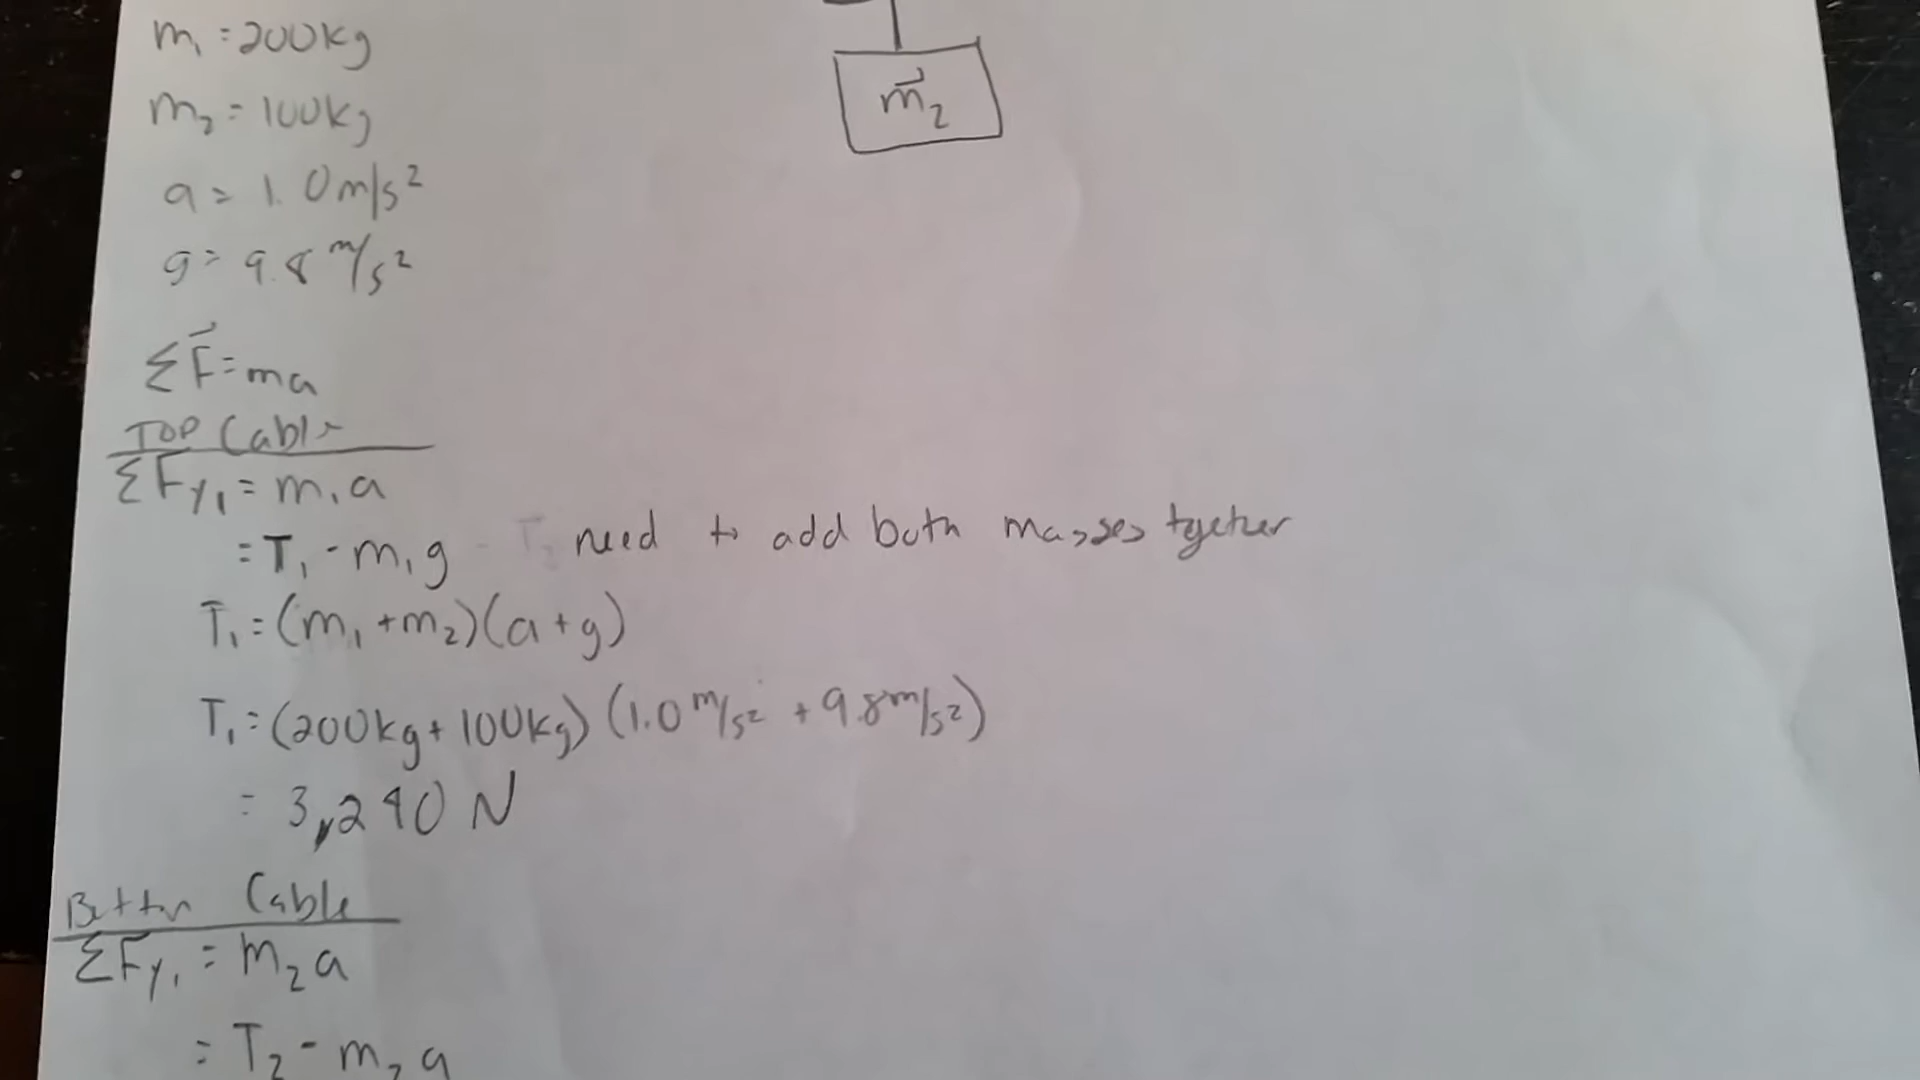 m₁ = 200kg
m⃗₂
m₂ = 100kg
a = 1.0 m/s²
g = 9.8 m/s²
ΣF⃗ = ma
TOP Cable
ΣFy₁ = m₁a
= T₁ - m₁g - T₂ need to add both masses together
T₁ = (m₁ + m₂)(a + g)
T₁ = (200kg + 100kg) (1.0 m/s² + 9.8 m/s²)
= 3,240 N
Bottom Cable
ΣFy₁ = m₂a
= T₂ - m₂g